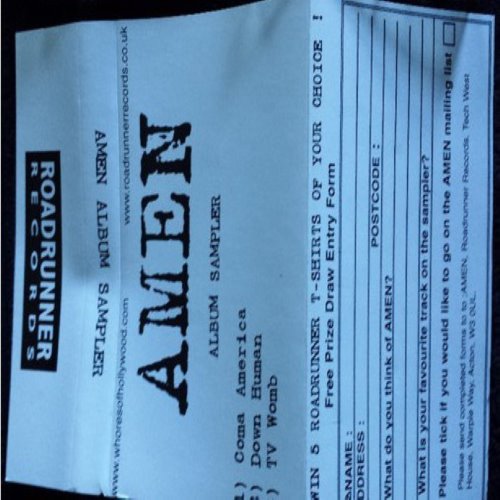 ROADRUNNER
RECORDS
AMEN ALBUM SAMPLER
www.whoresofhollywood.com www.roadrunnerrecords.co.uk
AMEN
ALBUM SAMPLER
1) Coma America
2) Down Human
) TV Womb
WIN 5 ROADRUNNER T-SHIRTS OF YOUR CHOICE !
Free Prize Draw Entry Form
NAME :
DDRESS :
POSTCODE :
What do you think of AMEN?
What is your favourite track on the sampler?
Please tick if you would like to go on the AMEN mailing list
Please send completed forms to to :AMEN, Roadrunner Records, Tech West
House, Warple Way, Acton, W3 0UL.